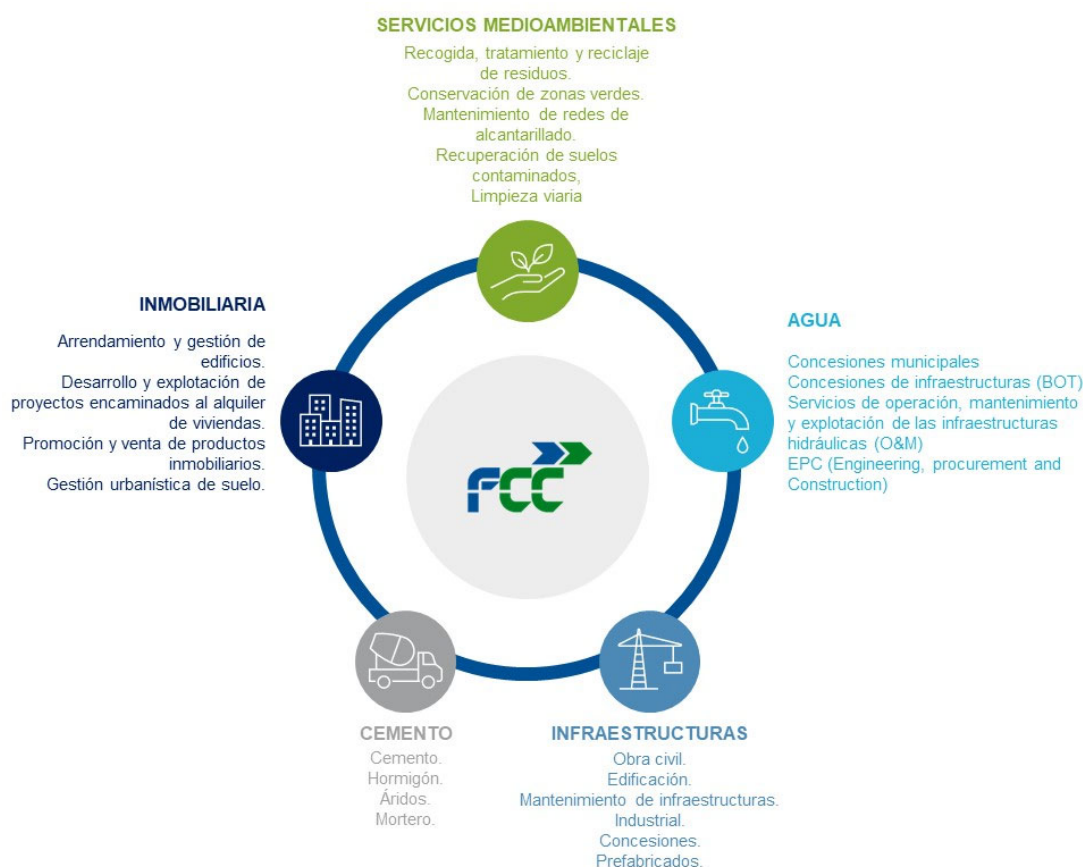 SERVICIOS MEDIOAMBIENTALES
Recogida, tratamiento y reciclaje
de residuos.
Conservación de zonas verdes.
Mantenimiento de redes de
alcantarillado.
Recuperación de suelos
contaminados,
Limpieza viaria
INMOBILIARIA
Arrendamiento y gestión de
edificios.
Desarrollo y explotación de
proyectos encaminados al alquiler
de viviendas.
Promoción y venta de productos
inmobiliarios.
Gestión urbanística de suelo.
AGUA
Concesiones municipales
Concesiones de infraestructuras (BOT)
Servicios de operación, mantenimiento
y explotación de las infraestructuras
hidráulicas (O&M)
EPC (Engineering, procurement and
Construction)
FCC
CEMENTO
Cemento.
Hormigón.
Áridos.
Mortero.
INFRAESTRUCTURAS
Obra civil.
Edificación.
Mantenimiento de infraestructuras.
Industrial.
Concesiones.
Prefabricados.